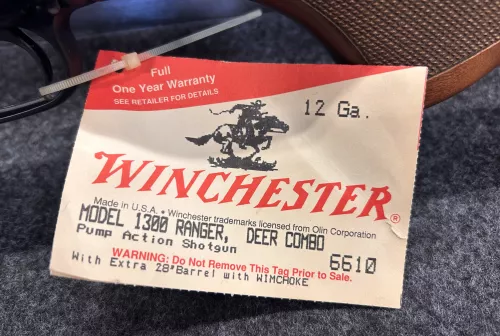 Full
One Year Warranty
SEE RETAILER FOR DETAILS
12 Ga.
WINCHESTER®
Made in U.S.A. • Winchester trademarks licensed from Olin Corporation
MODEL 1300 RANGER, DEER COMBO
Pump Action Shotgun 6610
WARNING: Do Not Remove This Tag Prior to Sale.
With Extra 28"Barrel with WIMCHOKE